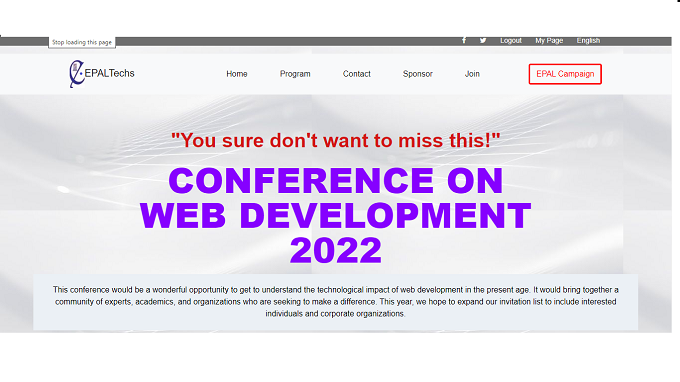 Stop loading this page
Logout My Page English
EPALTechs Home Program Contact Sponsor Join EPAL Campaign
"You sure don't want to miss this!"
CONFERENCE ON
WEB DEVELOPMENT
2022
This conference would be a wonderful opportunity to get to understand the technological impact of web development in the present age. It would bring together a
community of experts, academics, and organizations who are seeking to make a difference. This year, we hope to expand our invitation list to include interested
individuals and corporate organizations.